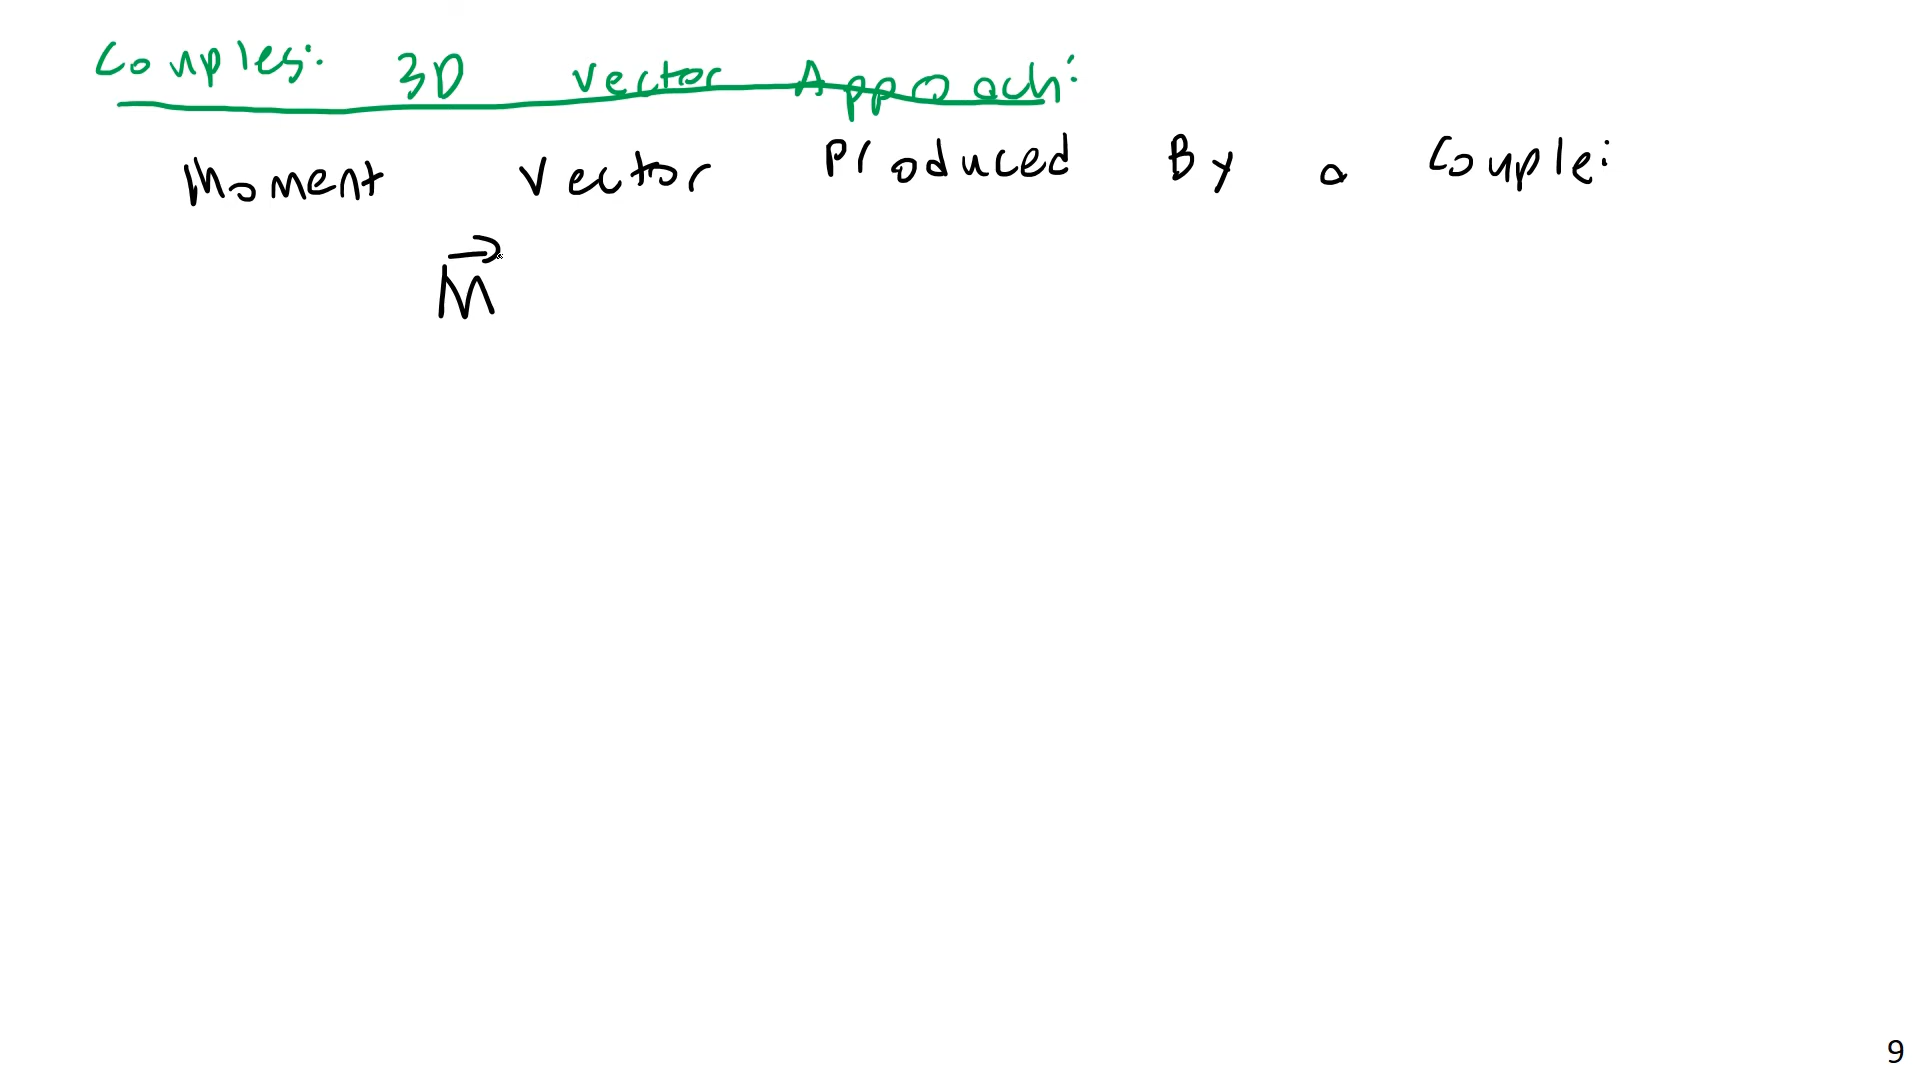 Couples: 3D Vector Approach:
Moment Vector Produced By a Couple:
M⃗
9